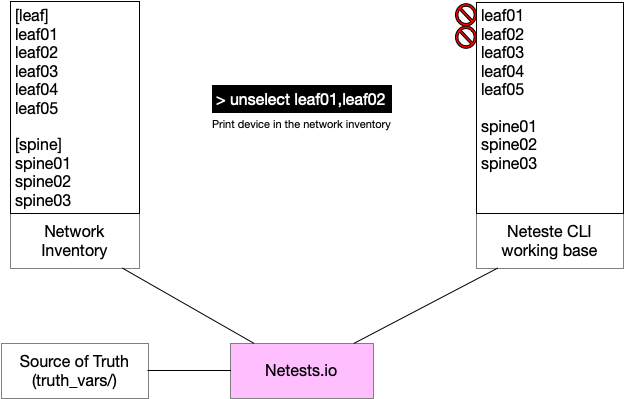 [leaf]
leaf01
leaf02
leaf03
leaf04
leaf05
[spine]
spine01
spine02
spine03
Network
Inventory
> unselect leaf01,leaf02
Print device in the network inventory
leaf01
leaf02
leaf03
leaf04
leaf05
spine01
spine02
spine03
Neteste CLI
working base
Source of Truth
(truth_vars/)
Netests.io